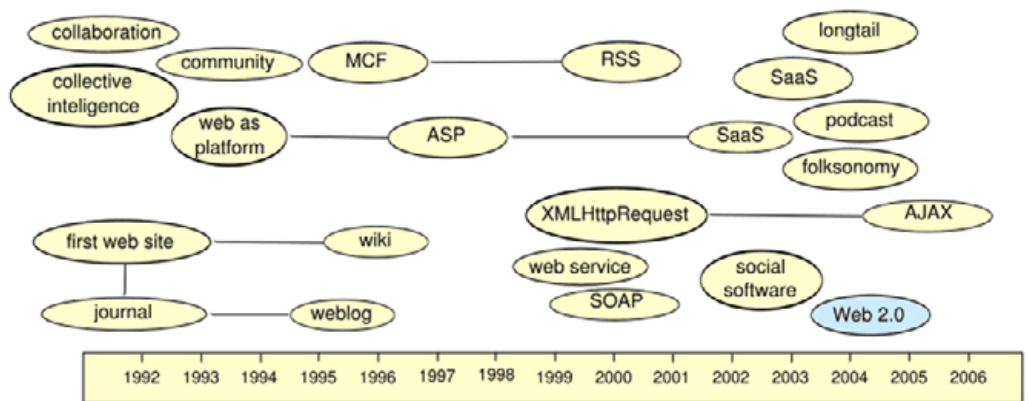 collaboration
community
MCF
RSS
longtail
SaaS
collective
inteligence
web as
platform
ASP
SaaS
podcast
folksonomy
XMLHttpRequest
AJAX
first web site
wiki
web service
social
software
SOAP
journal
weblog
Web 2.0
1992 1993 1994 1995 1996 1997 1998 1999 2000 2001 2002 2003 2004 2005 2006